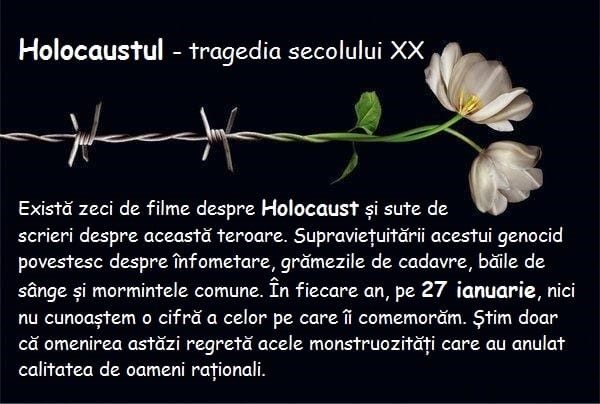 Holocaustul - tragedia secolului XX
Există zeci de filme despre Holocaust și sute de
scrieri despre această teroare. Supraviețuitării acestui genocid
povestesc despre înfometare, grămezile de cadavre, băile de
sânge și mormintele comune. În fiecare an, pe 27 ianuarie, nici
nu cunoaștem o cifră a celor pe care îi comemorăm. Știm doar
că omenirea astăzi regretă acele monstruozități care au anulat
calitatea de oameni raționali.